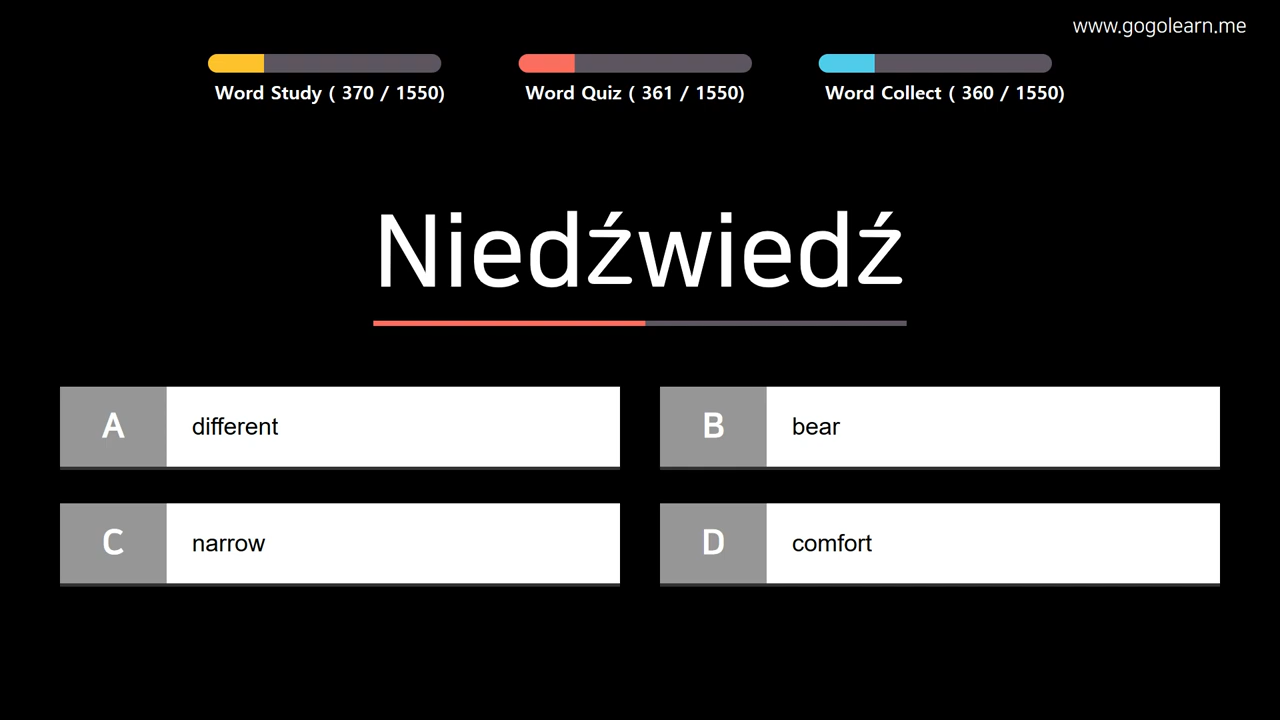 www.gogolearn.me
Word Study ( 370 / 1550)
Word Quiz ( 361 / 1550)
Word Collect ( 360 / 1550)
Niedźwiedź
A different
B bear
C narrow
D comfort